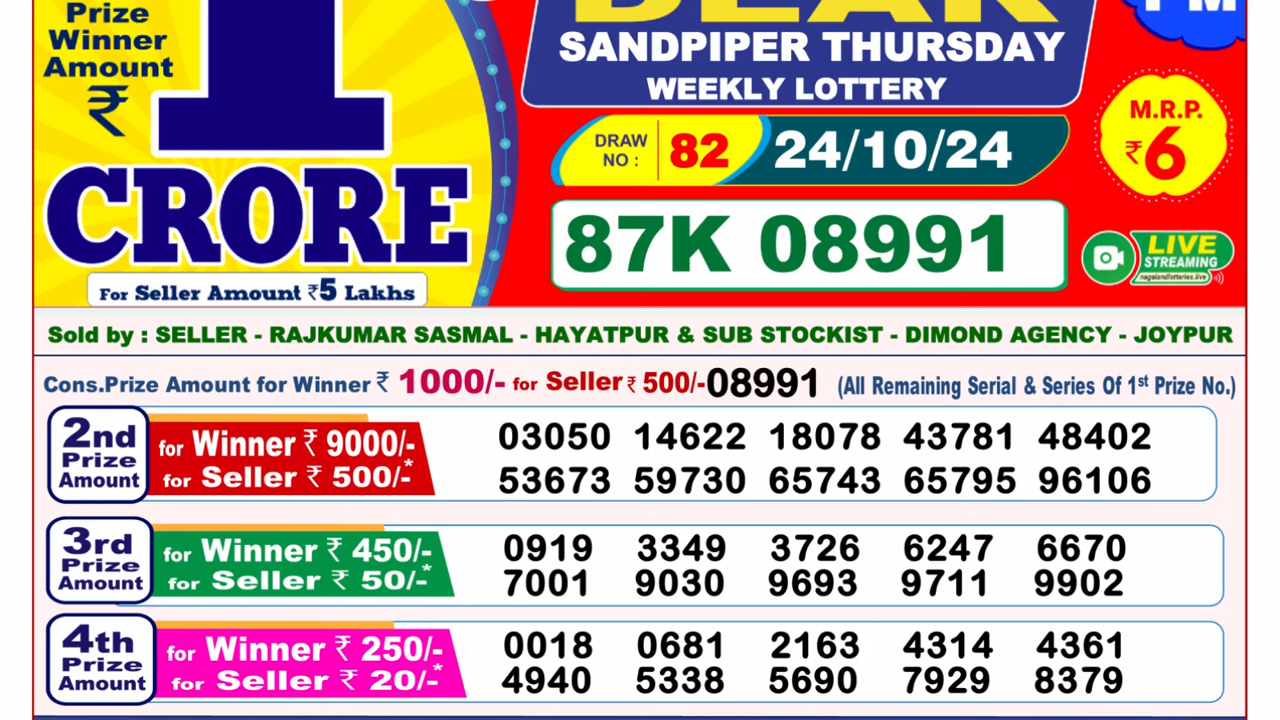 Prize
Winner
Amount
₹
1
CRORE
For Seller Amount ₹5 Lakhs
DEAR
SANDPIPER THURSDAY
WEEKLY LOTTERY
PM
DRAW NO : 82 24/10/24
M.R.P.
₹6
87K 08991
LIVE
STREAMING
nagalandlotteries.live
Sold by : SELLER - RAJKUMAR SASMAL - HAYATPUR & SUB STOCKIST - DIMOND AGENCY - JOYPUR
Cons.Prize Amount for Winner ₹ 1000/- for Seller ₹ 500/- 08991 (All Remaining Serial & Series Of 1st Prize No.)
2nd
Prize
Amount
for Winner ₹ 9000/-
for Seller ₹ 500/-*
03050 14622 18078 43781 48402
53673 59730 65743 65795 96106
3rd
Prize
Amount
for Winner ₹ 450/-
for Seller ₹ 50/-*
0919 3349 3726 6247 6670
7001 9030 9693 9711 9902
4th
Prize
Amount
for Winner ₹ 250/-
for Seller ₹ 20/-*
0018 0681 2163 4314 4361
4940 5338 5690 7929 8379